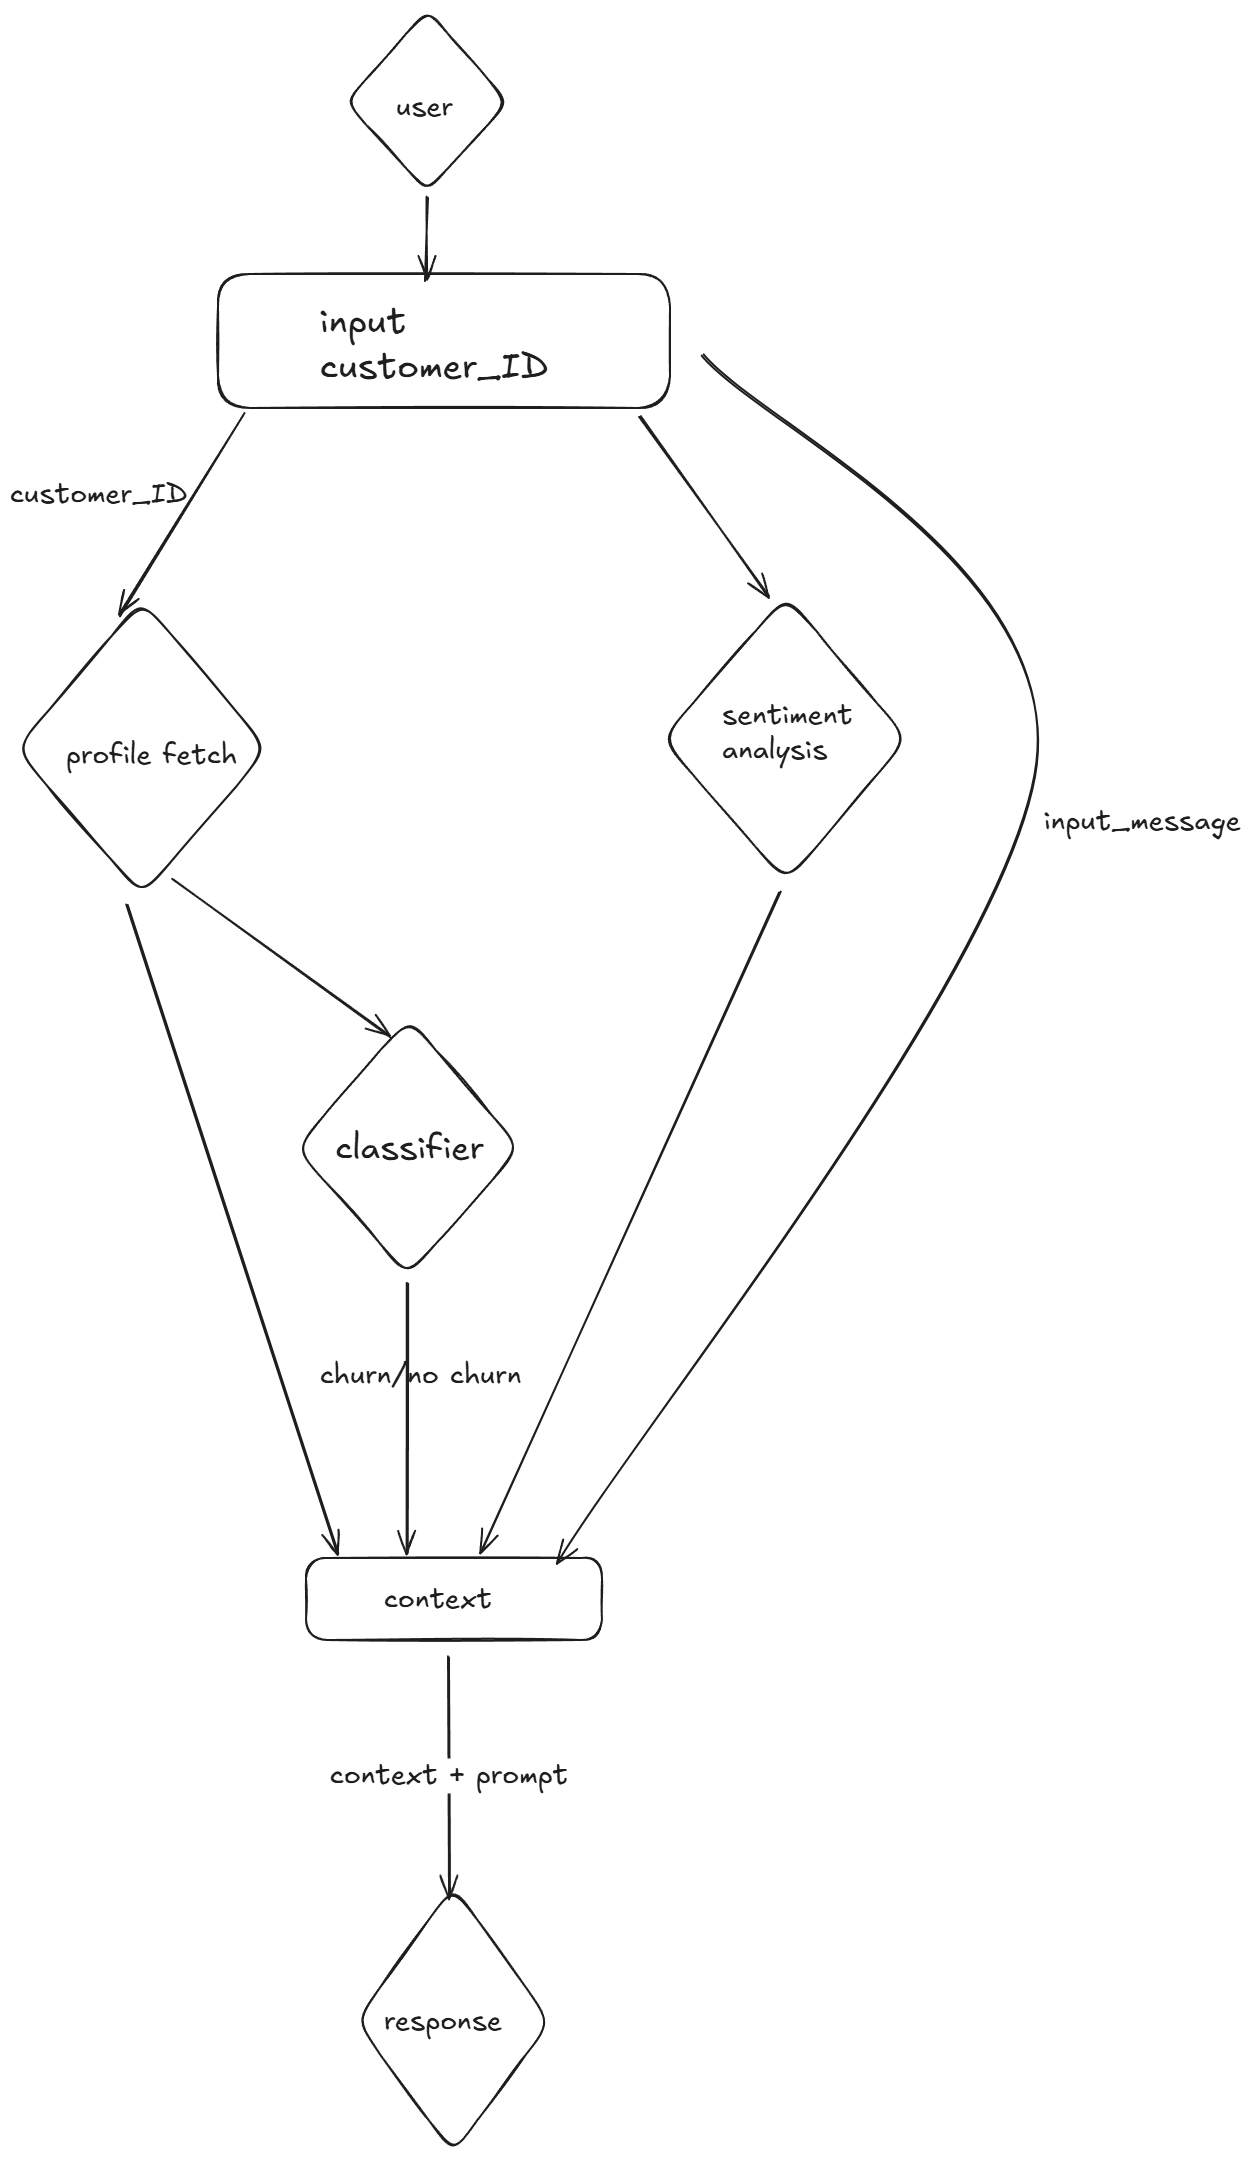 user
input
customer_ID
customer_ID
profile fetch
sentiment
analysis
input_message
classifier
churn/no churn
context
context + prompt
response